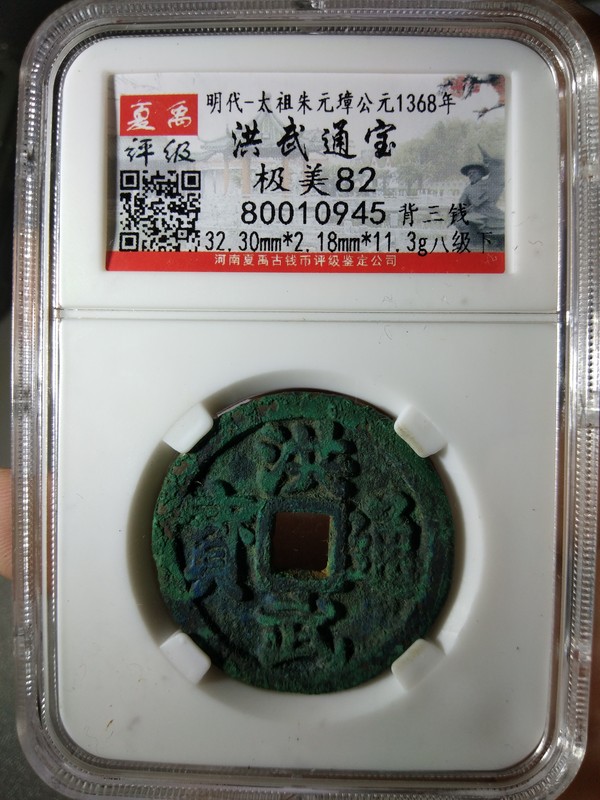 夏禹
评级
明代-太祖朱元璋公元1368年
洪武通宝
极美82
80010945 背三钱
32.30mm*2.18mm*11.3g八级下
河南夏禹古钱币评级鉴定公司
洪
寳 通
武